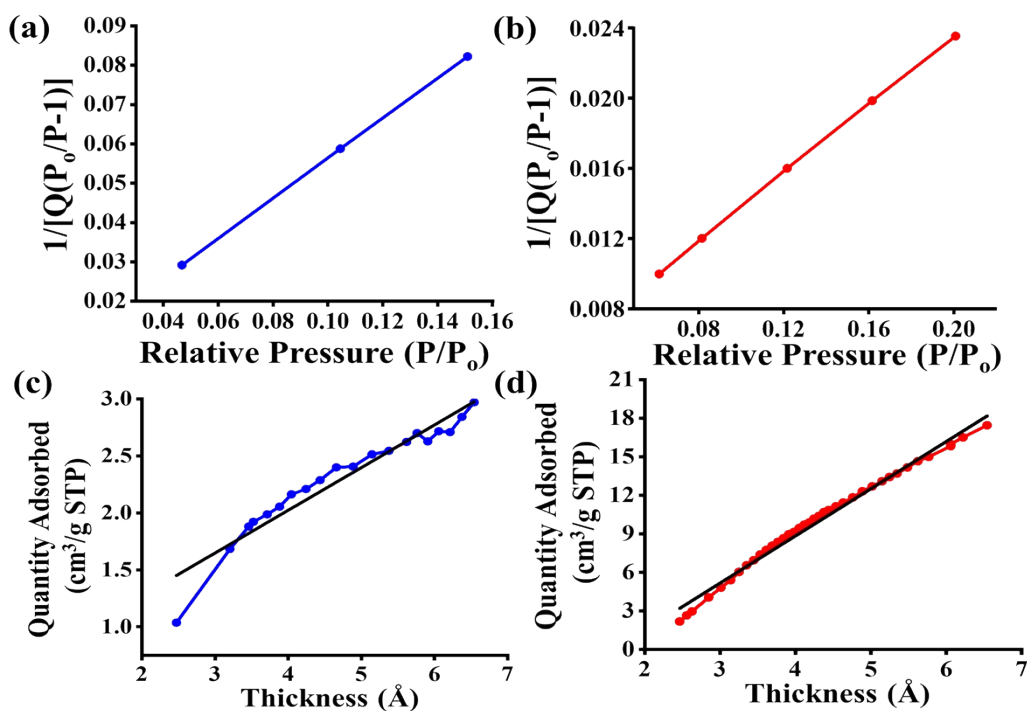 (a)
0.09
0.08
0.07
0.06
0.05
0.04
0.03
0.02
1/[Q(Pₒ/P-1)]
0.04 0.06 0.08 0.10 0.12 0.14 0.16
Relative Pressure (P/Pₒ)
(b)
0.024
0.020
0.016
0.012
0.008
1/[Q(Pₒ/P-1)]
0.08 0.12 0.16 0.20
Relative Pressure (P/Pₒ)
(c)
3.0
2.5
2.0
1.5
1.0
Quantity Adsorbed
(cm³/g STP)
2 3 4 5 6 7
Thickness (Å)
(d)
21
18
15
12
9
6
3
0
Quantity Adsorbed
(cm³/g STP)
2 3 4 5 6 7
Thickness (Å)